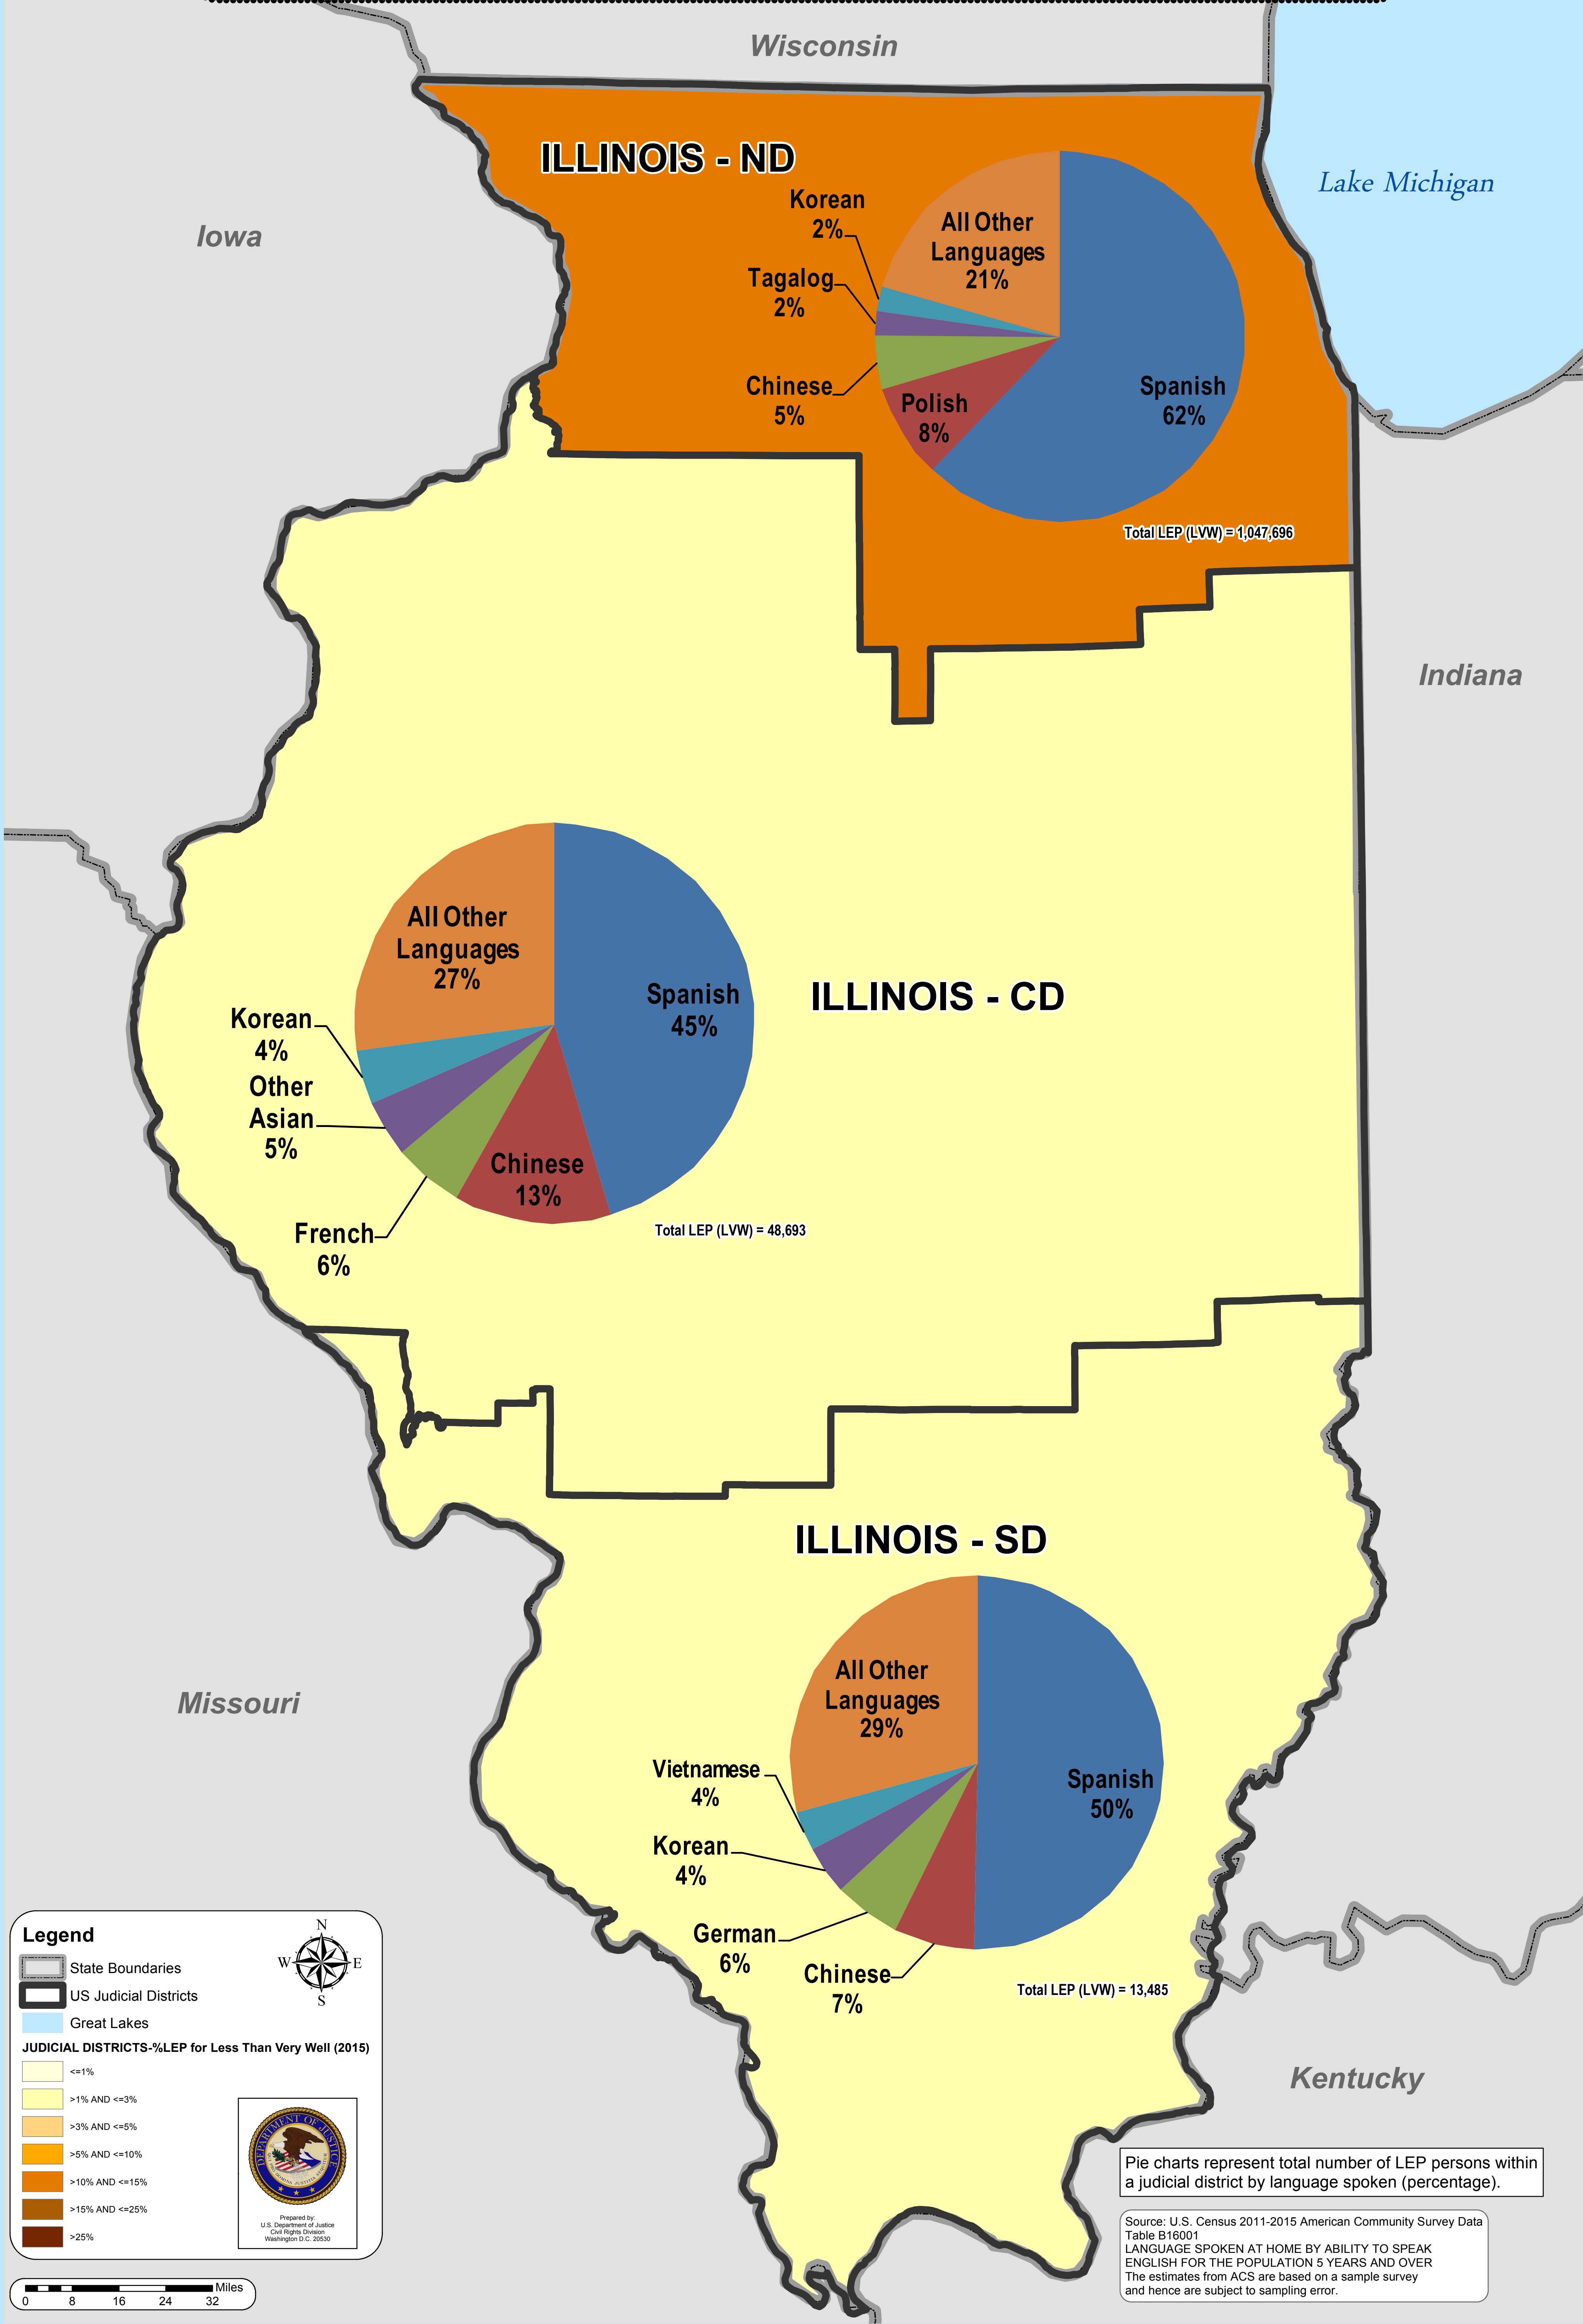 Wisconsin
ILLINOIS - ND
Lake Michigan
Iowa
Korean
2%
All Other
Languages
21%
Tagalog
2%
Chinese
5%
Polish
8%
Spanish
62%
Total LEP (LVW) = 1,047,696
Indiana
All Other
Languages
27%
Spanish
45%
ILLINOIS - CD
Korean
4%
Other
Asian
5%
Chinese
13%
French
6%
Total LEP (LVW) = 48,693
ILLINOIS - SD
Missouri
All Other
Languages
29%
Vietnamese
4%
Spanish
50%
Korean
4%
German
6%
Chinese
7%
Total LEP (LVW) = 13,485
Kentucky
Legend
N
W
E
S
State Boundaries
US Judicial Districts
Great Lakes
JUDICIAL DISTRICTS-%LEP for Less Than Very Well (2015)
<=1%
>1% AND <=3%
>3% AND <=5%
>5% AND <=10%
>10% AND <=15%
>15% AND <=25%
>25%
DEPARTMENT OF JUSTICE
Prepared by:
U.S. Department of Justice
Civil Rights Division
Washington D.C. 20530
Miles
0 8 16 24 32
Pie charts represent total number of LEP persons within
a judicial district by language spoken (percentage).
Source: U.S. Census 2011-2015 American Community Survey Data
Table B16001
LANGUAGE SPOKEN AT HOME BY ABILITY TO SPEAK
ENGLISH FOR THE POPULATION 5 YEARS AND OVER
The estimates from ACS are based on a sample survey
and hence are subject to sampling error.